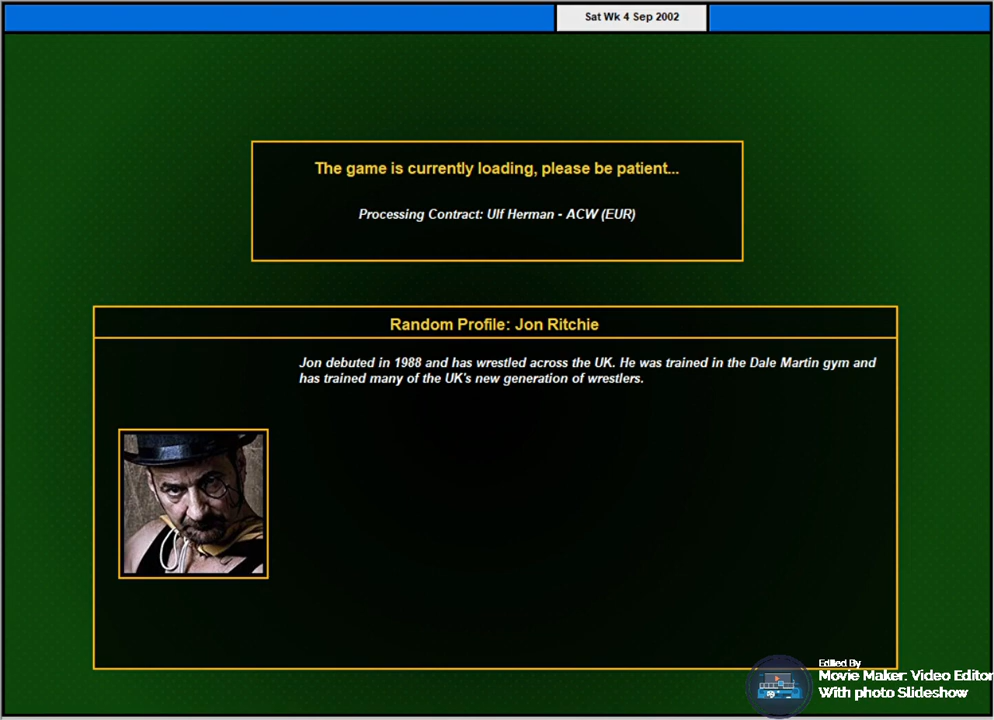 Sat Wk 4 Sep 2002
The game is currently loading, please be patient...
Processing Contract: Ulf Herman - ACW (EUR)
Random Profile: Jon Ritchie
Jon debuted in 1988 and has wrestled across the UK. He was trained in the Dale Martin gym and
has trained many of the UK's new generation of wrestlers.
Edited By
Movie Maker: Video Editor
With photo Slideshow